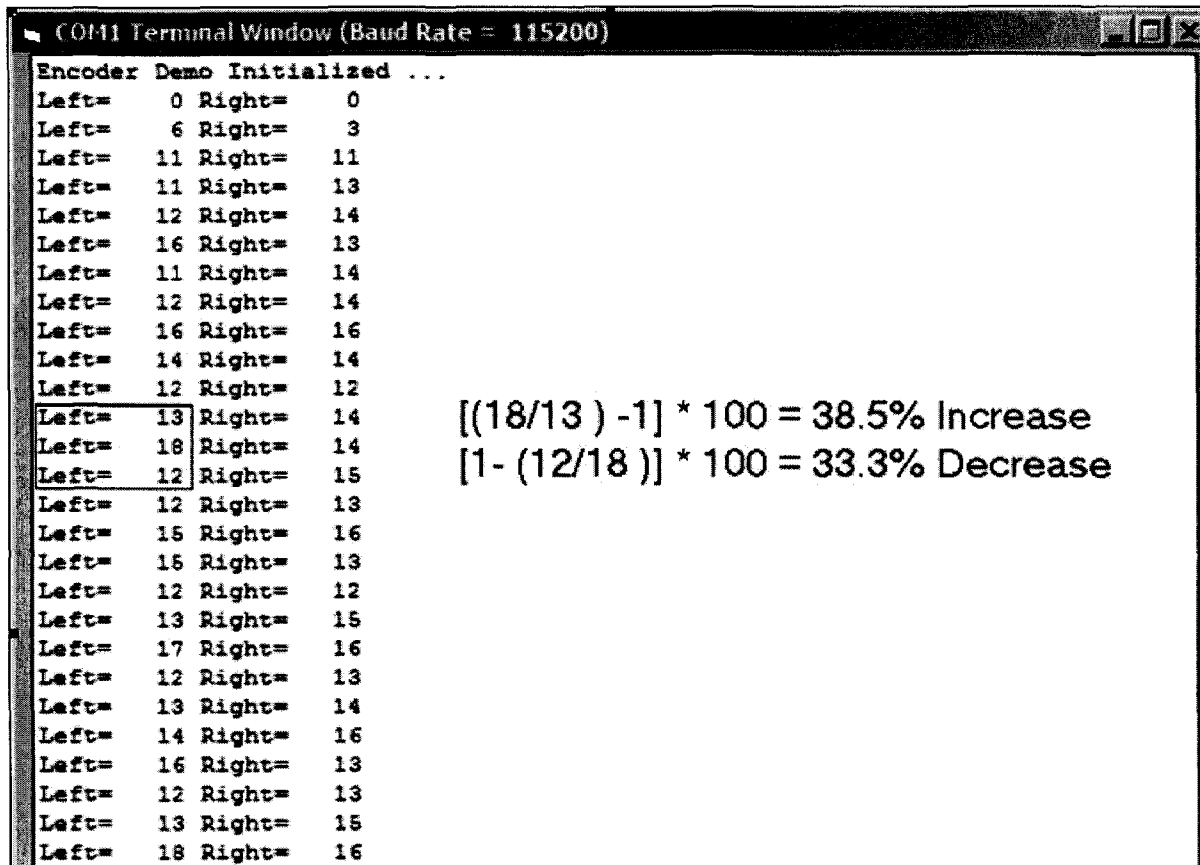 COM1 Terminal Window (Baud Rate = 115200)
Encoder Demo Initialized ...
Left= 0 Right= 0
Left= 6 Right= 3
Left= 11 Right= 11
Left= 11 Right= 13
Left= 12 Right= 14
Left= 16 Right= 13
Left= 11 Right= 14
Left= 12 Right= 14
Left= 16 Right= 16
Left= 14 Right= 14
Left= 12 Right= 12
Left= 13 Right= 14 [(18/13 ) -1] * 100 = 38.5% Increase
Left= 18 Right= 14
Left= 12 Right= 15 [1- (12/18 )] * 100 = 33.3% Decrease
Left= 12 Right= 13
Left= 15 Right= 16
Left= 15 Right= 13
Left= 12 Right= 12
Left= 13 Right= 15
Left= 17 Right= 16
Left= 12 Right= 13
Left= 13 Right= 14
Left= 14 Right= 16
Left= 16 Right= 13
Left= 12 Right= 13
Left= 13 Right= 15
Left= 18 Right= 16